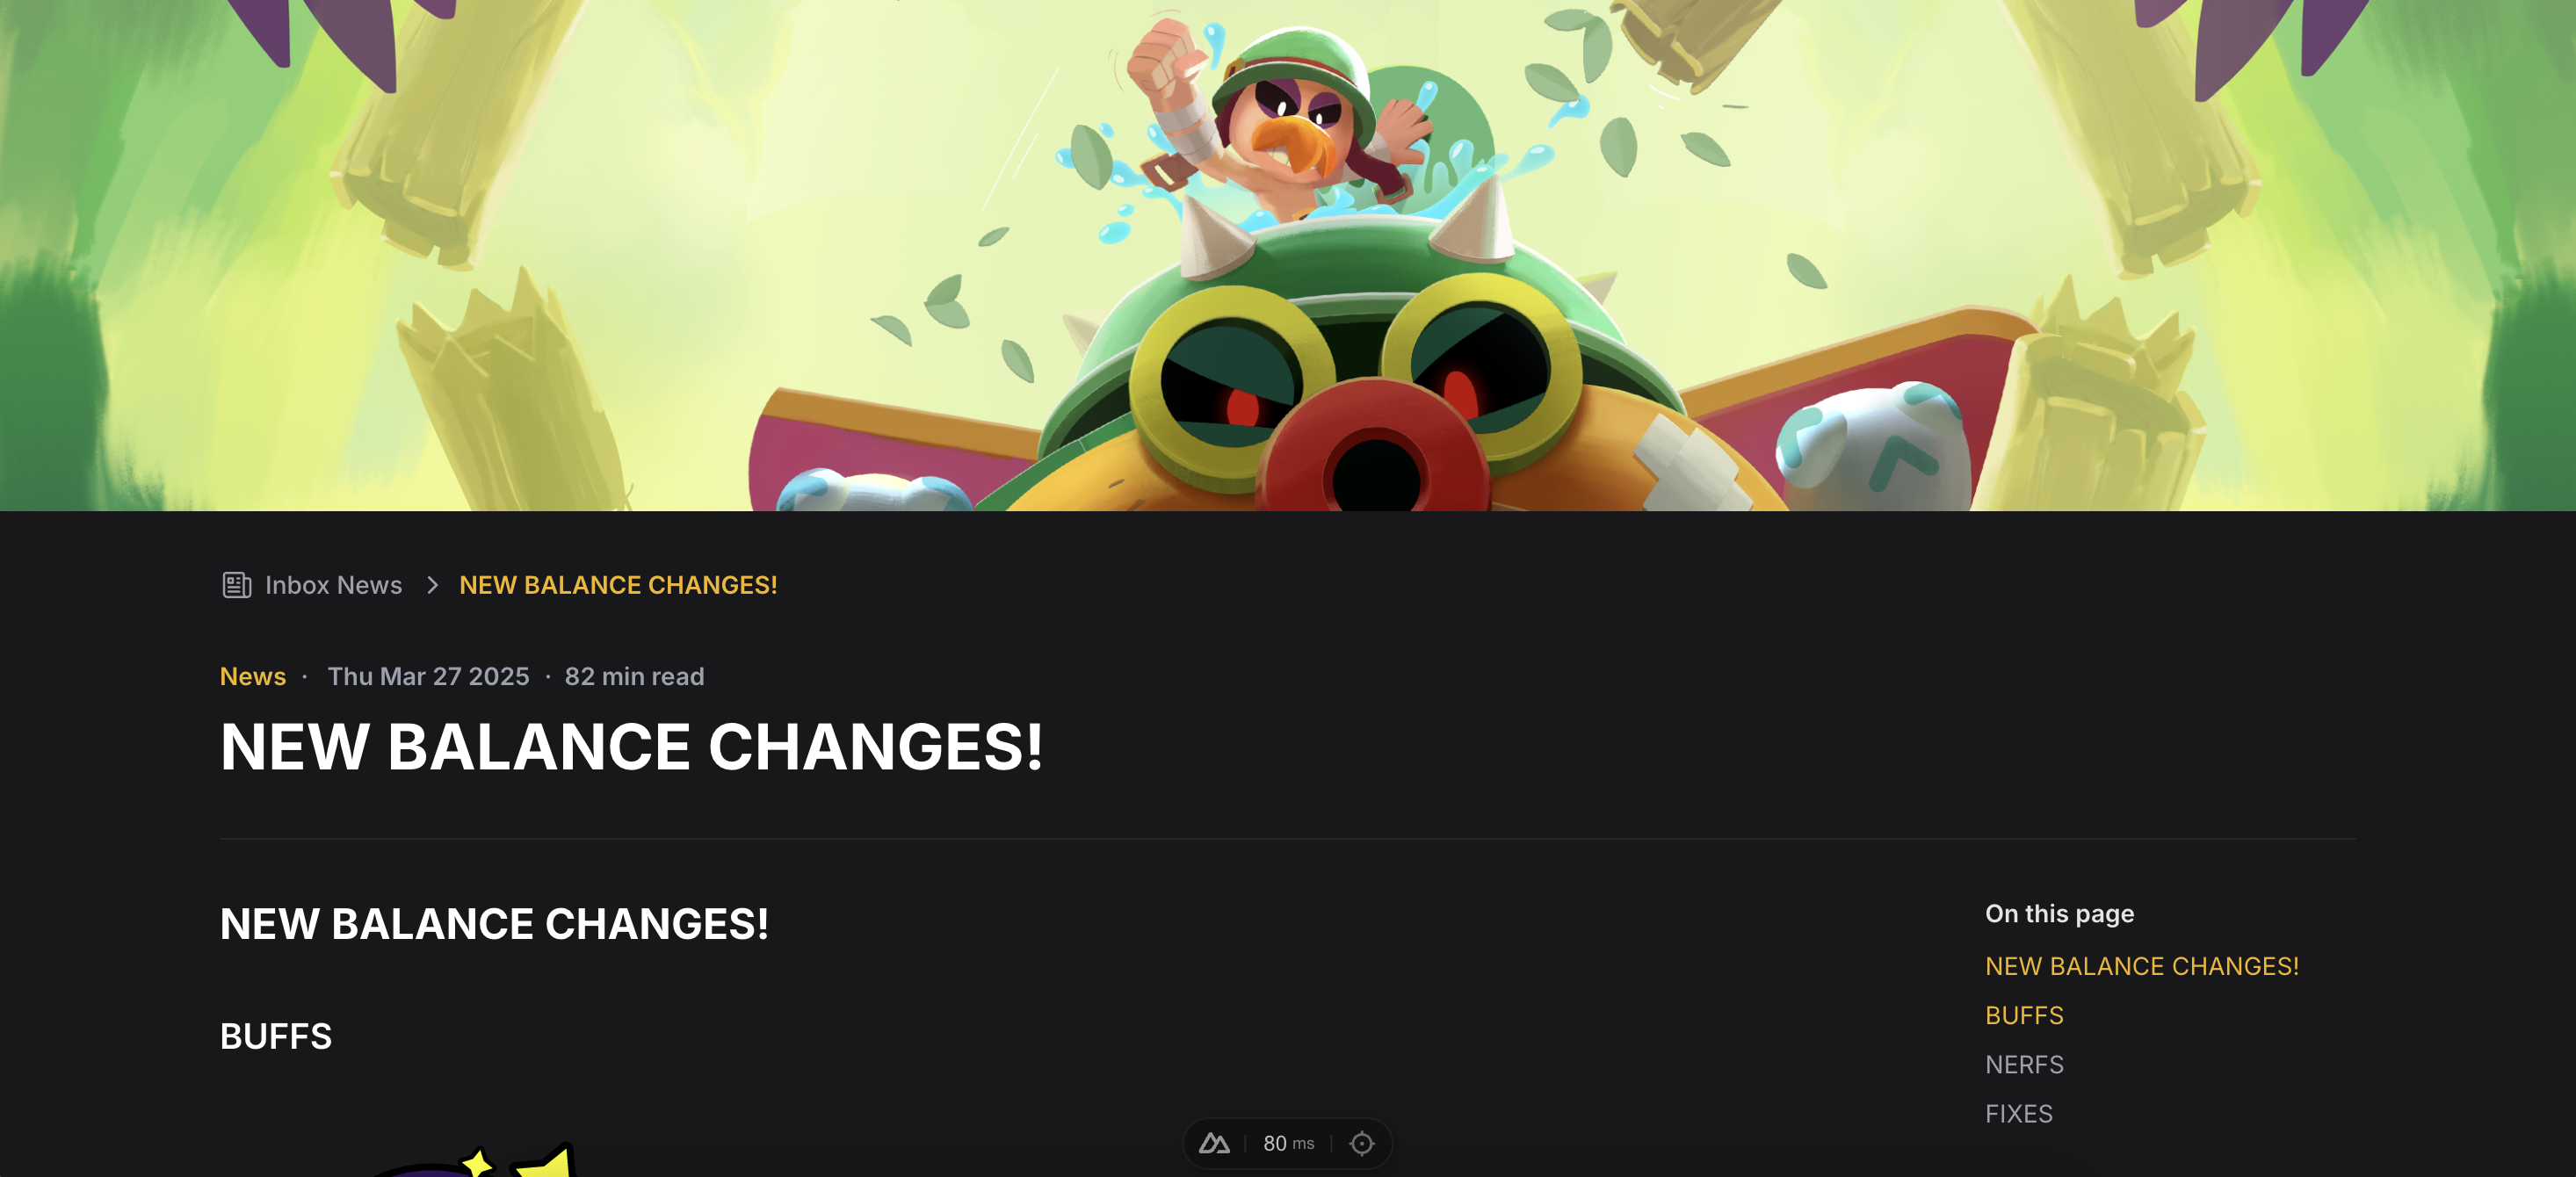 Inbox News > NEW BALANCE CHANGES!
News · Thu Mar 27 2025 · 82 min read
NEW BALANCE CHANGES!
NEW BALANCE CHANGES!
BUFFS
On this page
NEW BALANCE CHANGES!
BUFFS
NERFS
FIXES
80 ms